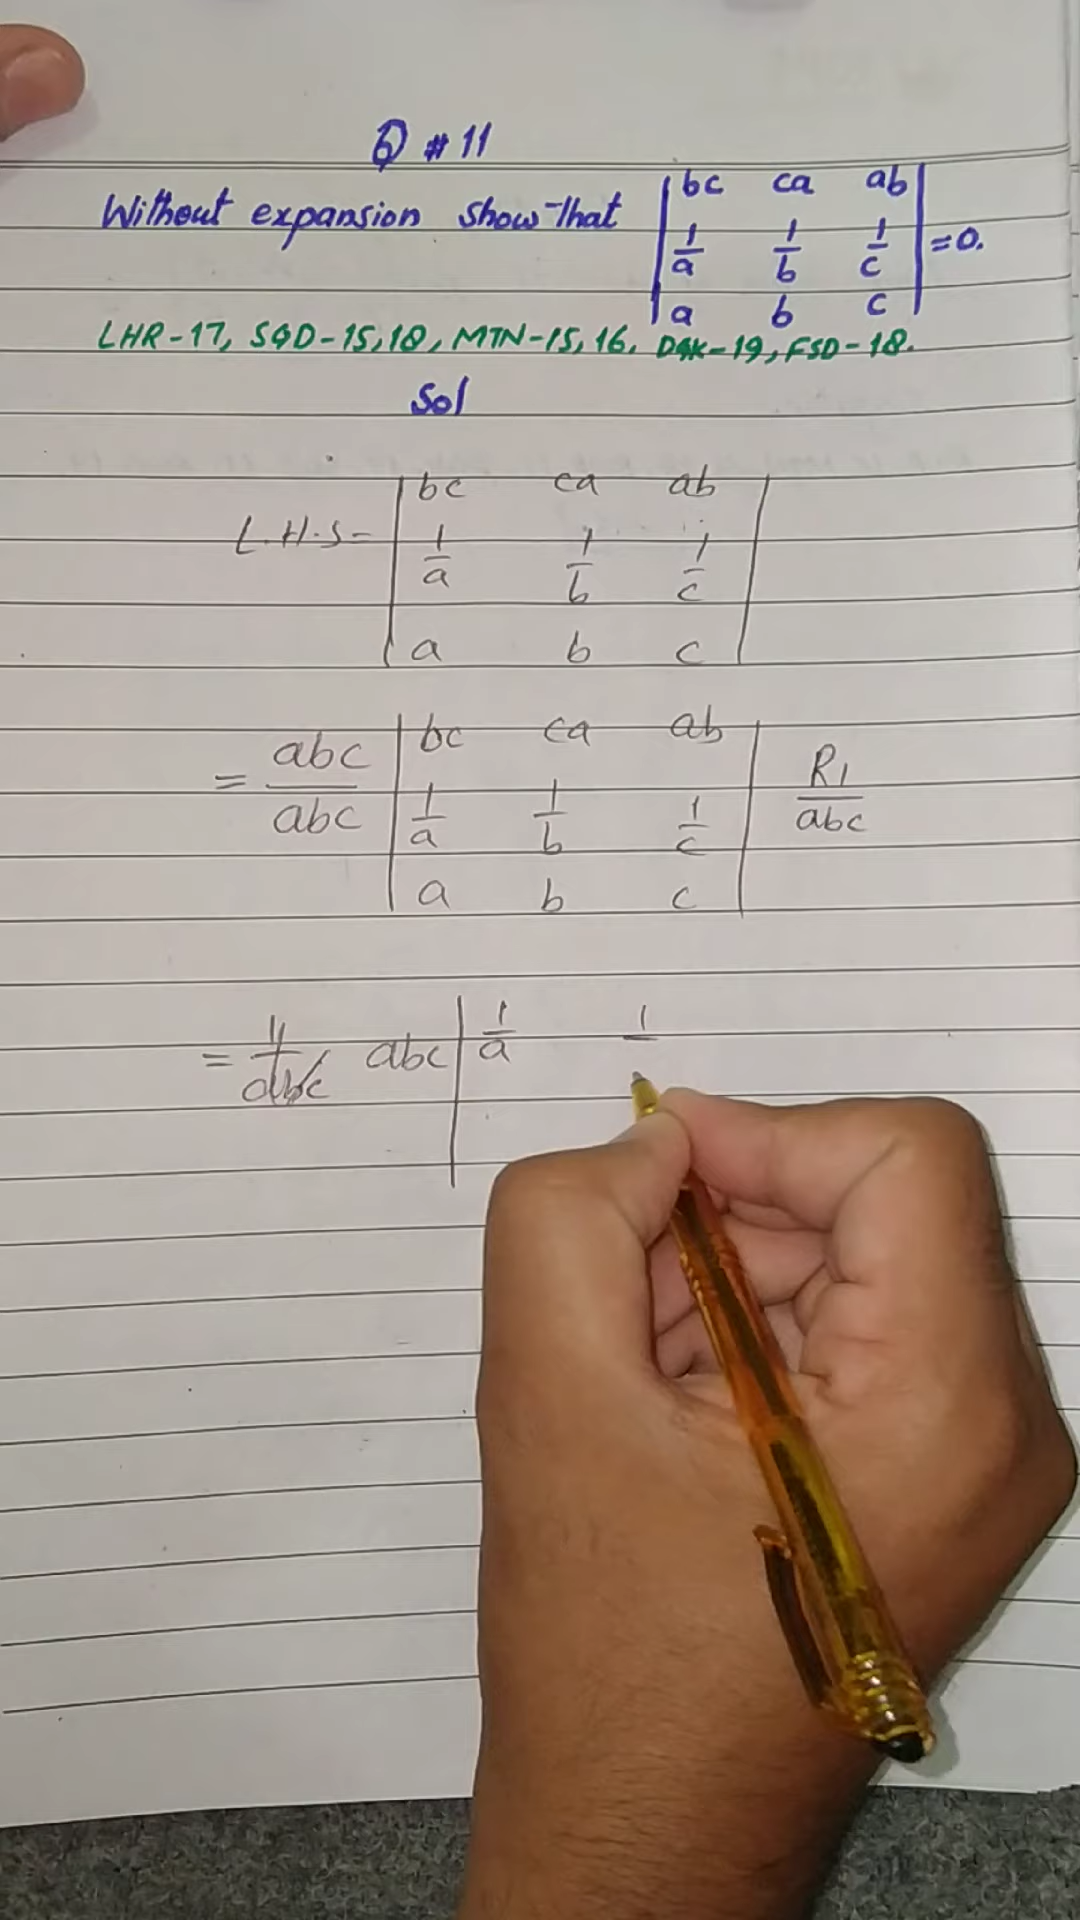 Q # 11
Without expansion show that | bc ca ab |
| 1/a 1/b 1/c | = 0.
| a b c |
LHR-17, SGD-15,18, MTN-15,16, DGK-19, FSD-18.
Sol
| bc ca ab |
L.H.S = | 1/a 1/b 1/c |
| a b c |
= abc/abc | bc ca ab | R1/abc
| 1/a 1/b 1/c |
| a b c |
= 1/abc abc | 1/a 1